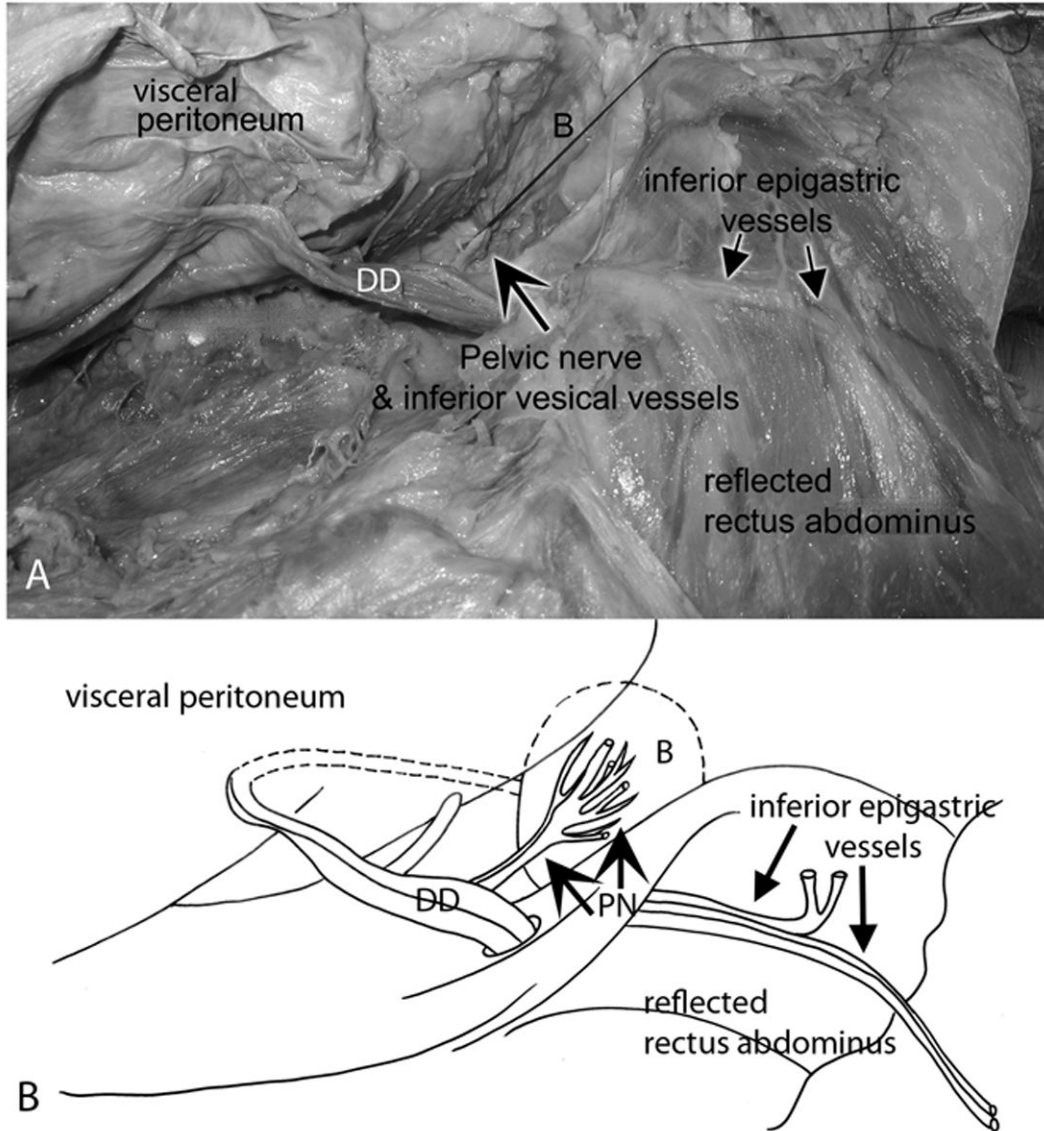 visceral
peritoneum
B
inferior epigastric
vessels
DD
Pelvic nerve
& inferior vesical vessels
reflected
rectus abdominus
A
visceral peritoneum
B
inferior epigastric
vessels
DD
PN
reflected
rectus abdominus
B